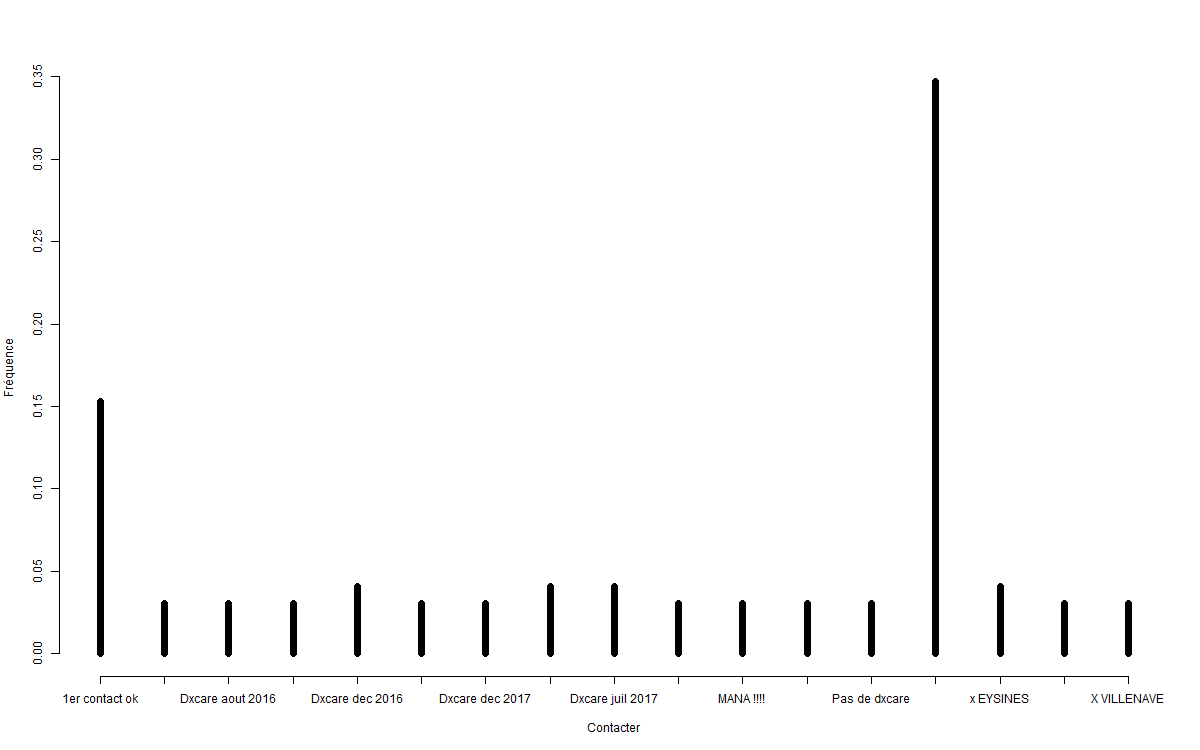 0.35
0.30
0.25
0.20
0.15
0.10
0.05
0.00
Fréquence
1er contact ok
Dxcare aout 2016
Dxcare dec 2016
Dxcare dec 2017
Dxcare juil 2017
MANA !!!!
Pas de dxcare
x EYSINES
X VILLENAVE
Contacter